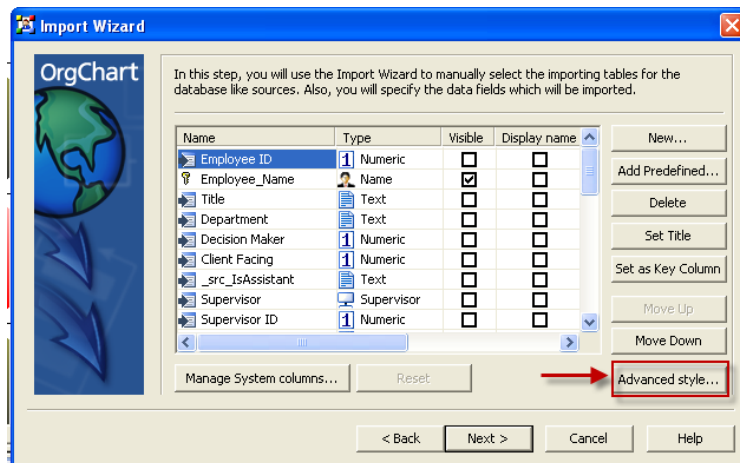 Import Wizard
OrgChart
In this step, you will use the Import Wizard to manually select the importing tables for the
database like sources. Also, you will specify the data fields which will be imported.
Name Type Visible Display name
Employee ID 1 Numeric
Employee_Name Name
Title Text
Department Text
Decision Maker 1 Numeric
Client Facing 1 Numeric
_src_IsAssistant Text
Supervisor Supervisor
Supervisor ID 1 Numeric
New...
Add Predefined...
Delete
Set Title
Set as Key Column
Move Up
Move Down
Manage System columns... Reset Advanced style...
< Back Next > Cancel Help